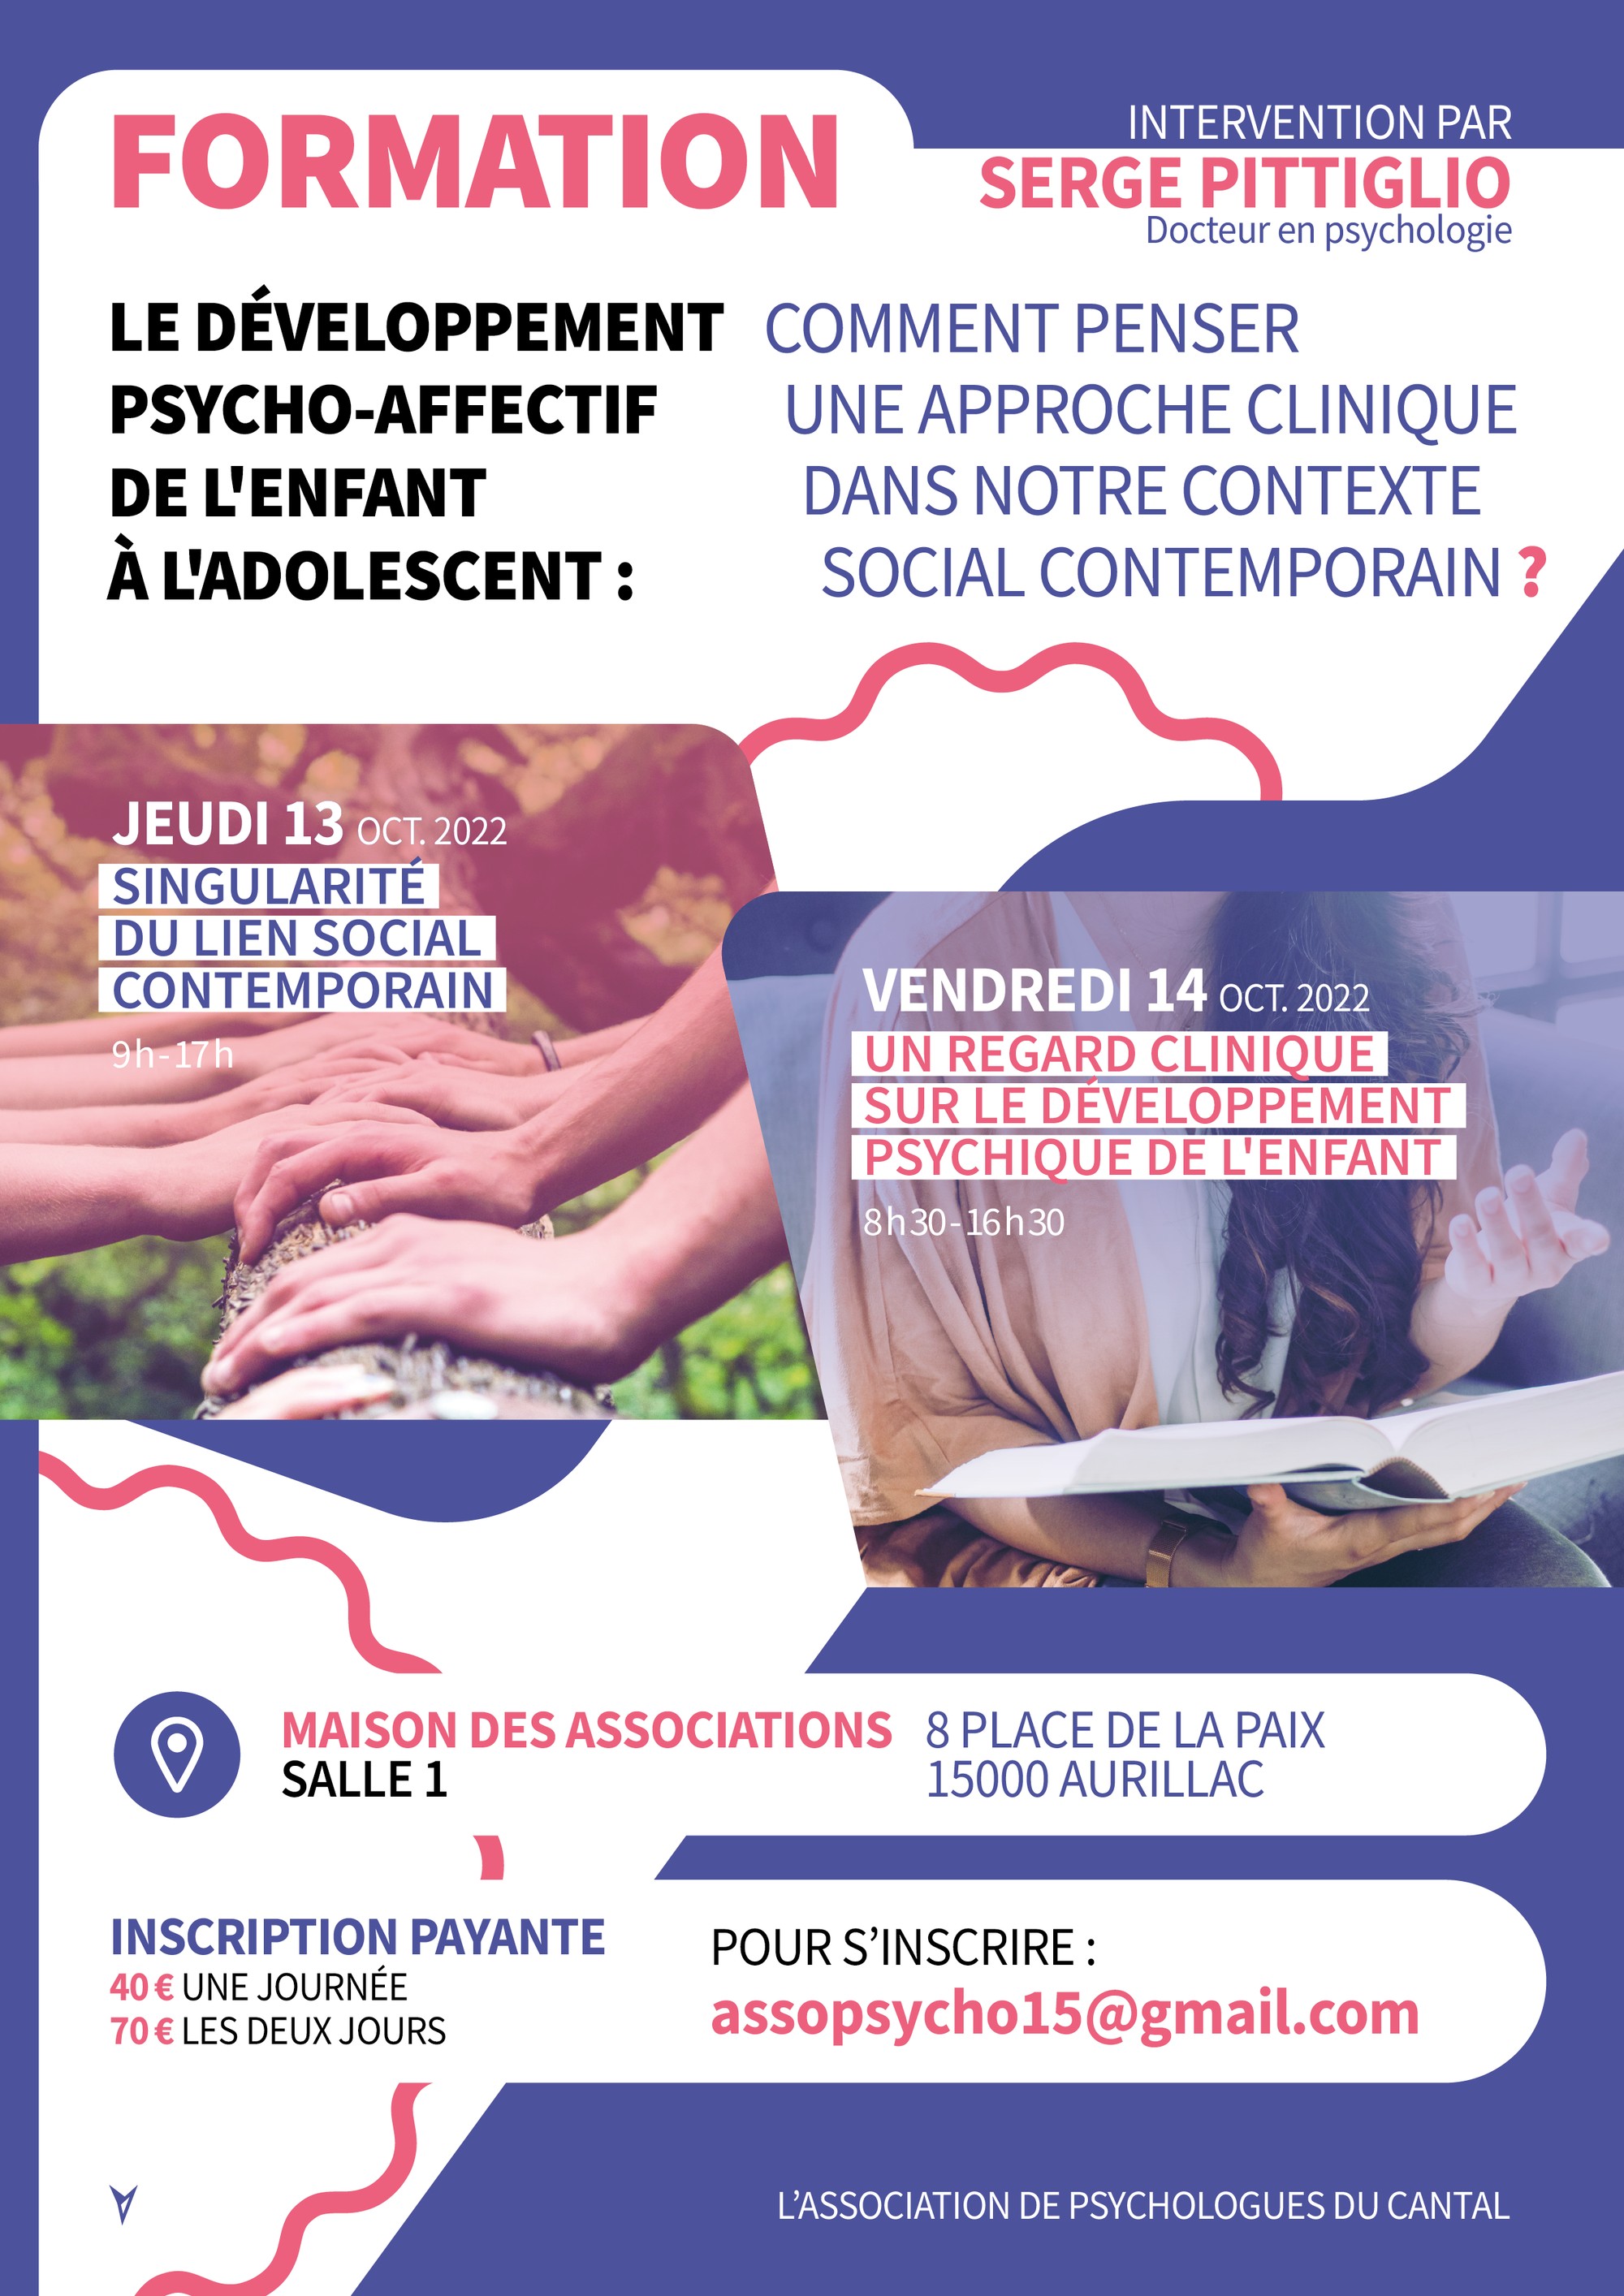 FORMATION
INTERVENTION PAR
SERGE PITTIGLIO
Docteur en psychologie
LE DÉVELOPPEMENT
PSYCHO-AFFECTIF
DE L'ENFANT
À L'ADOLESCENT :
COMMENT PENSER
UNE APPROCHE CLINIQUE
DANS NOTRE CONTEXTE
SOCIAL CONTEMPORAIN ?
JEUDI 13 OCT. 2022
SINGULARITÉ
DU LIEN SOCIAL
CONTEMPORAIN
9h-17h
VENDREDI 14 OCT. 2022
UN REGARD CLINIQUE
SUR LE DÉVELOPPEMENT
PSYCHIQUE DE L'ENFANT
8h30-16h30
MAISON DES ASSOCIATIONS
SALLE 1
8 PLACE DE LA PAIX
15000 AURILLAC
INSCRIPTION PAYANTE
40 € UNE JOURNÉE
70 € LES DEUX JOURS
POUR S’INSCRIRE :
assopsycho15@gmail.com
L’ASSOCIATION DE PSYCHOLOGUES DU CANTAL